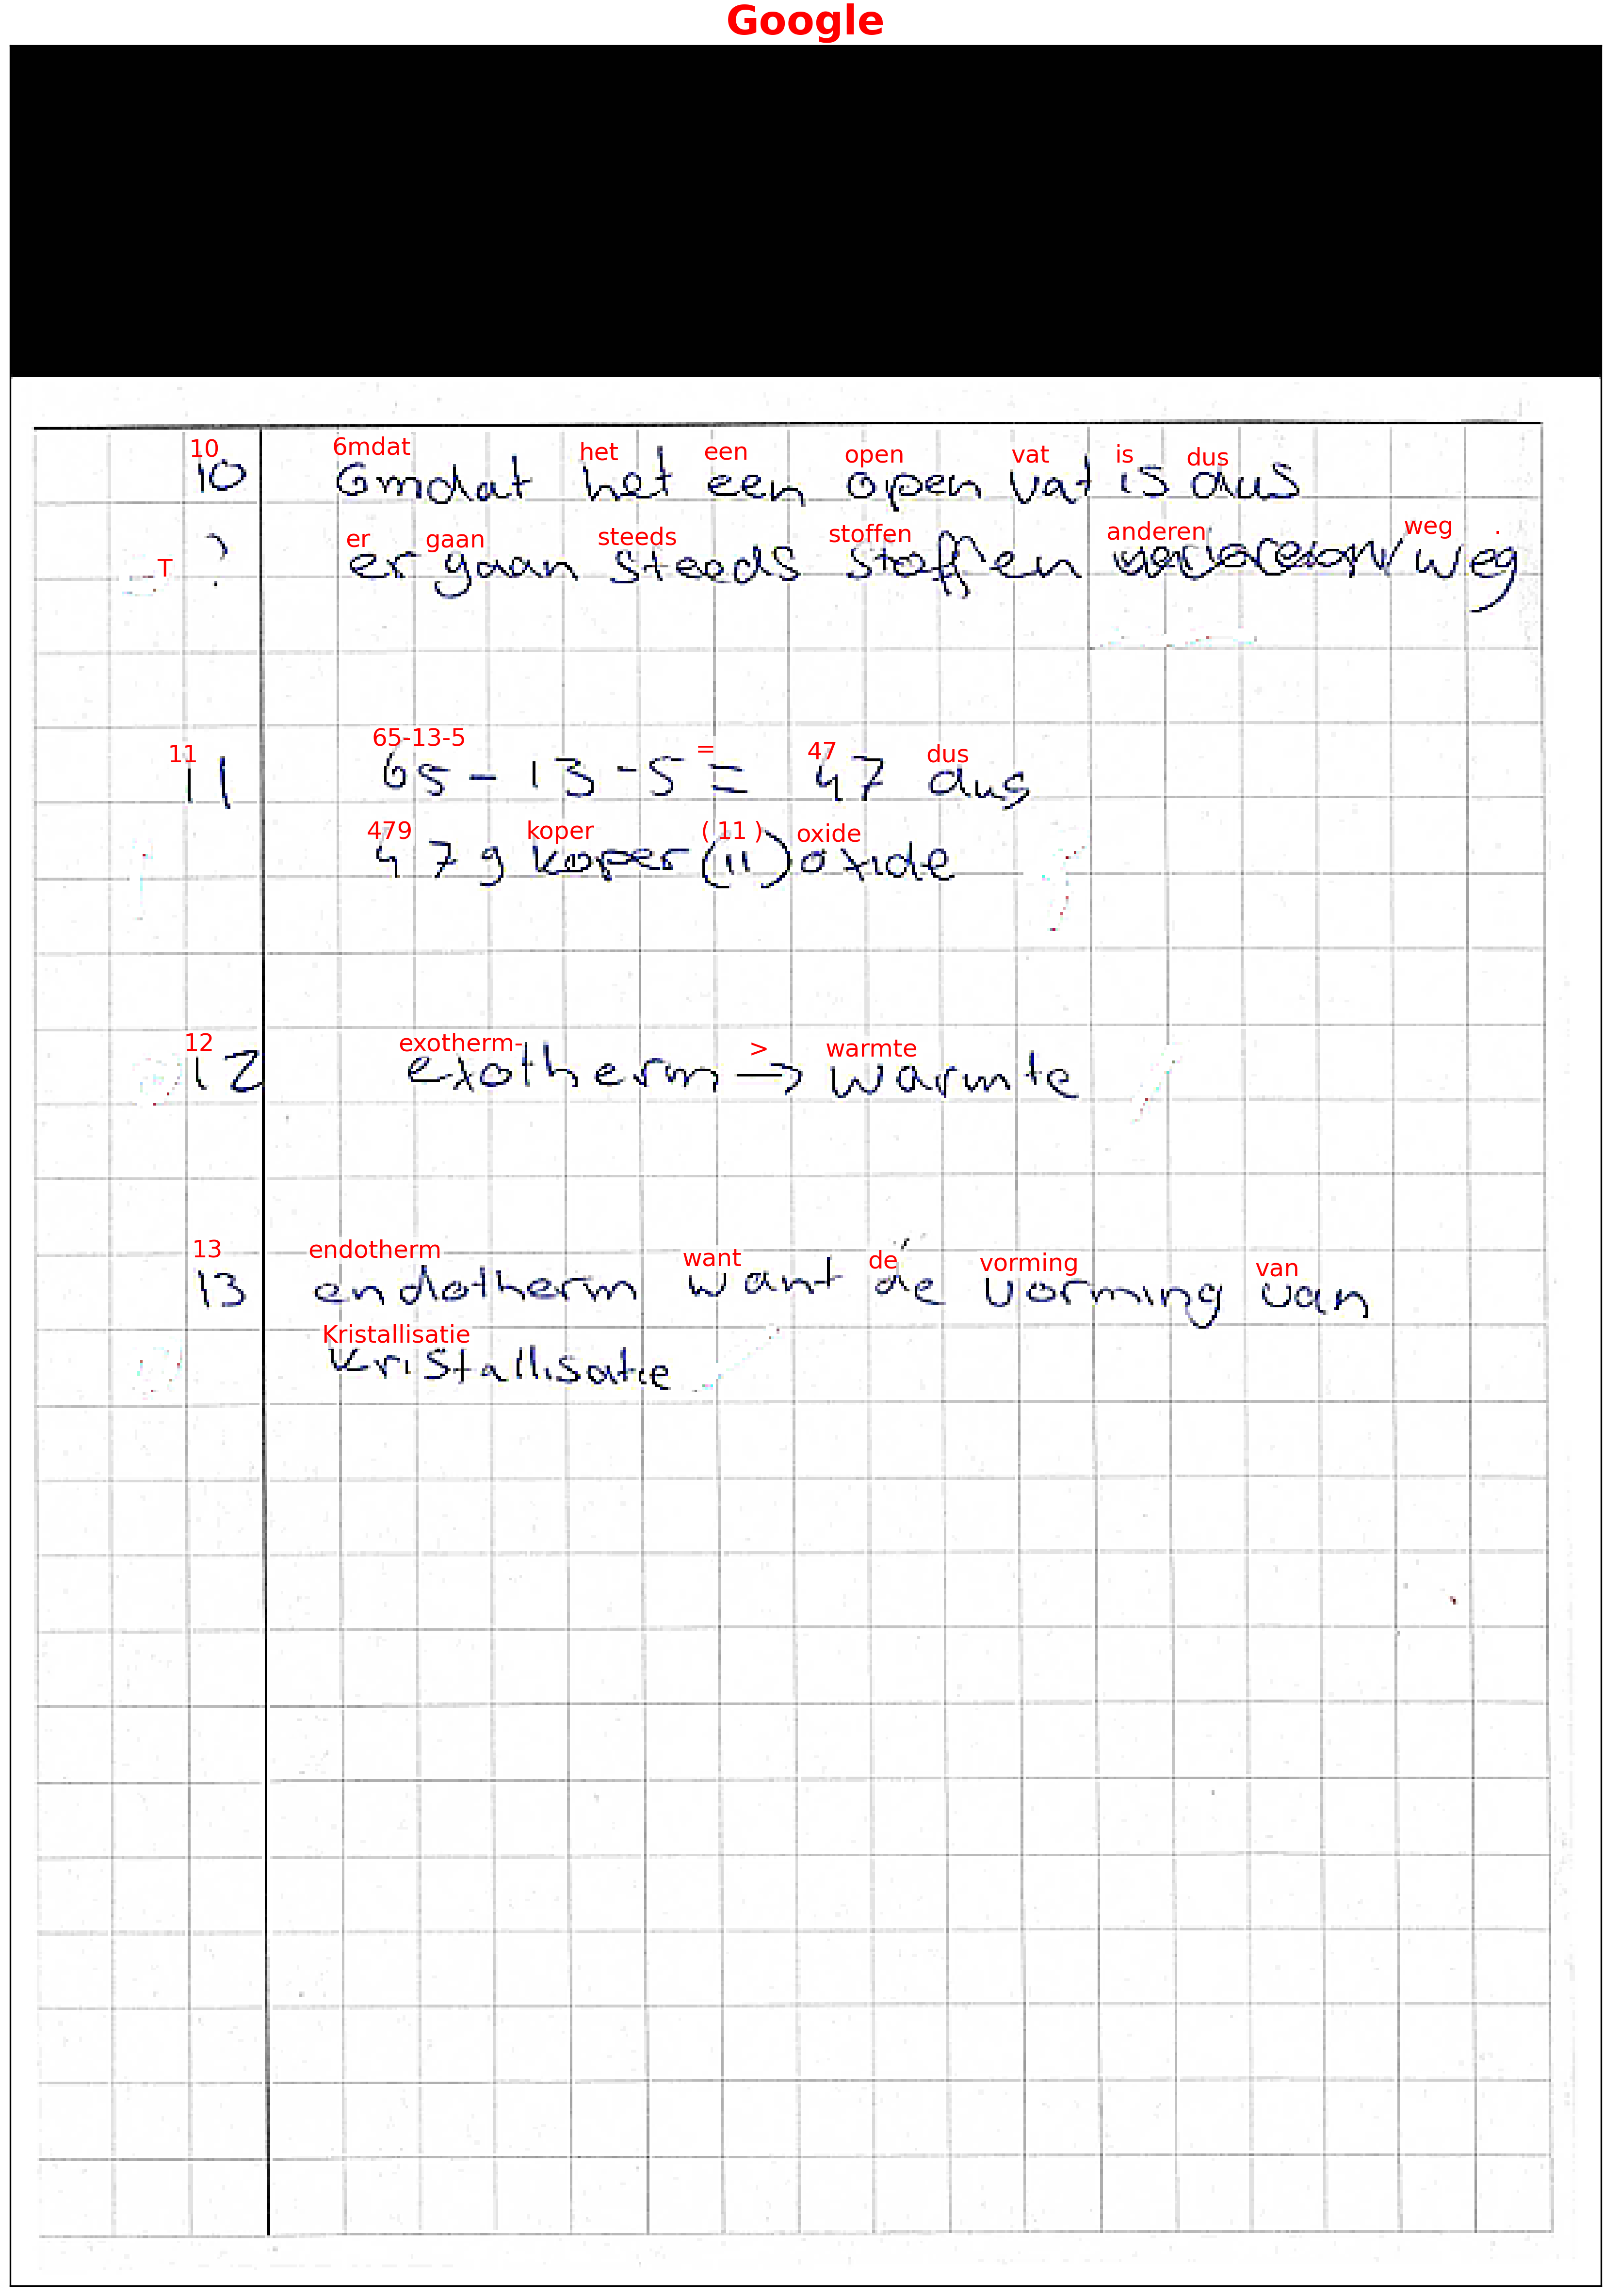 Google
10 6mdat het een open vat is dus
10 Omdat het een open vat is dus
er gaan steeds stoffen anderen weg .
T ? er gaan steeds stoffen weg
11 65-13-5 = 47 dus
11 65 - 13 - 5 = 47 dus
479 koper ( 11 ) oxide
47g koper (II) oxide
12 exotherm- > warmte
12 exotherm → warmte
13 endotherm want de vorming van
13 endotherm want de vorming van
Kristallisatie
Kristallisatie